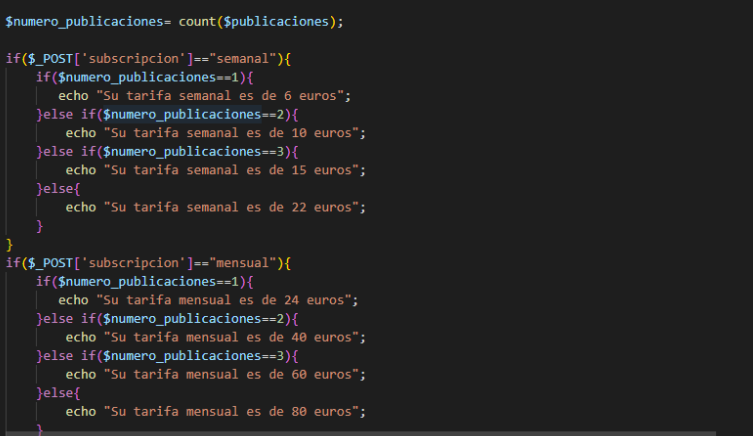 $numero_publicaciones= count($publicaciones);
if($_POST['subscripcion']=="semanal"){
if($numero_publicaciones==1){
echo "Su tarifa semanal es de 6 euros";
}else if($numero_publicaciones==2){
echo "Su tarifa semanal es de 10 euros";
}else if($numero_publicaciones==3){
echo "Su tarifa semanal es de 15 euros";
}else{
echo "Su tarifa semanal es de 22 euros";
}
}
if($_POST['subscripcion']=="mensual"){
if($numero_publicaciones==1){
echo "Su tarifa mensual es de 24 euros";
}else if($numero_publicaciones==2){
echo "Su tarifa mensual es de 40 euros";
}else if($numero_publicaciones==3){
echo "Su tarifa mensual es de 60 euros";
}else{
echo "Su tarifa mensual es de 80 euros";
}